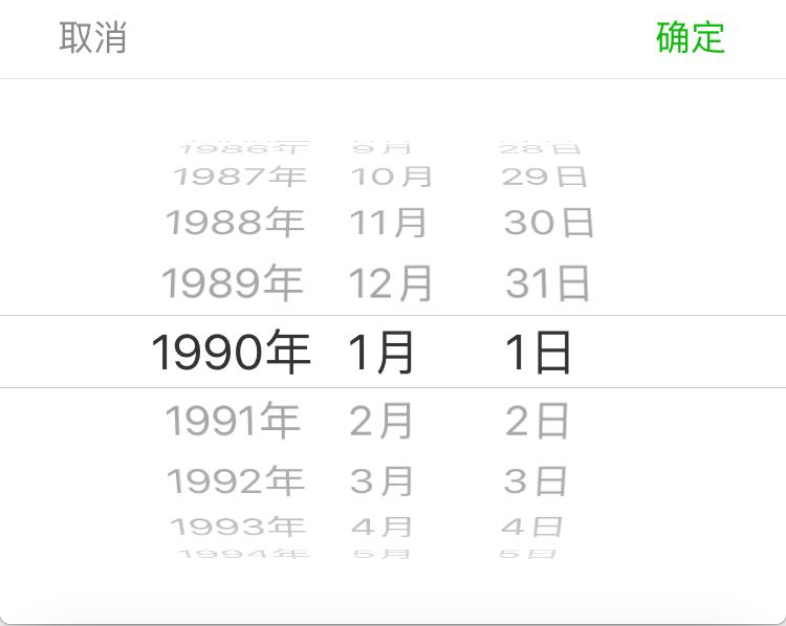 取消 确定
1986年 9月 28日
1987年 10月 29日
1988年 11月 30日
1989年 12月 31日
1990年 1月 1日
1991年 2月 2日
1992年 3月 3日
1993年 4月 4日
1994年 5月 5日